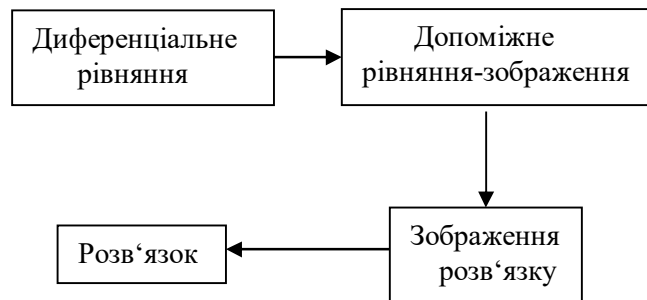 Диференціальне
рівняння
Допоміжне
рівняння-зображення
Розв‘язок
Зображення
розв‘язку